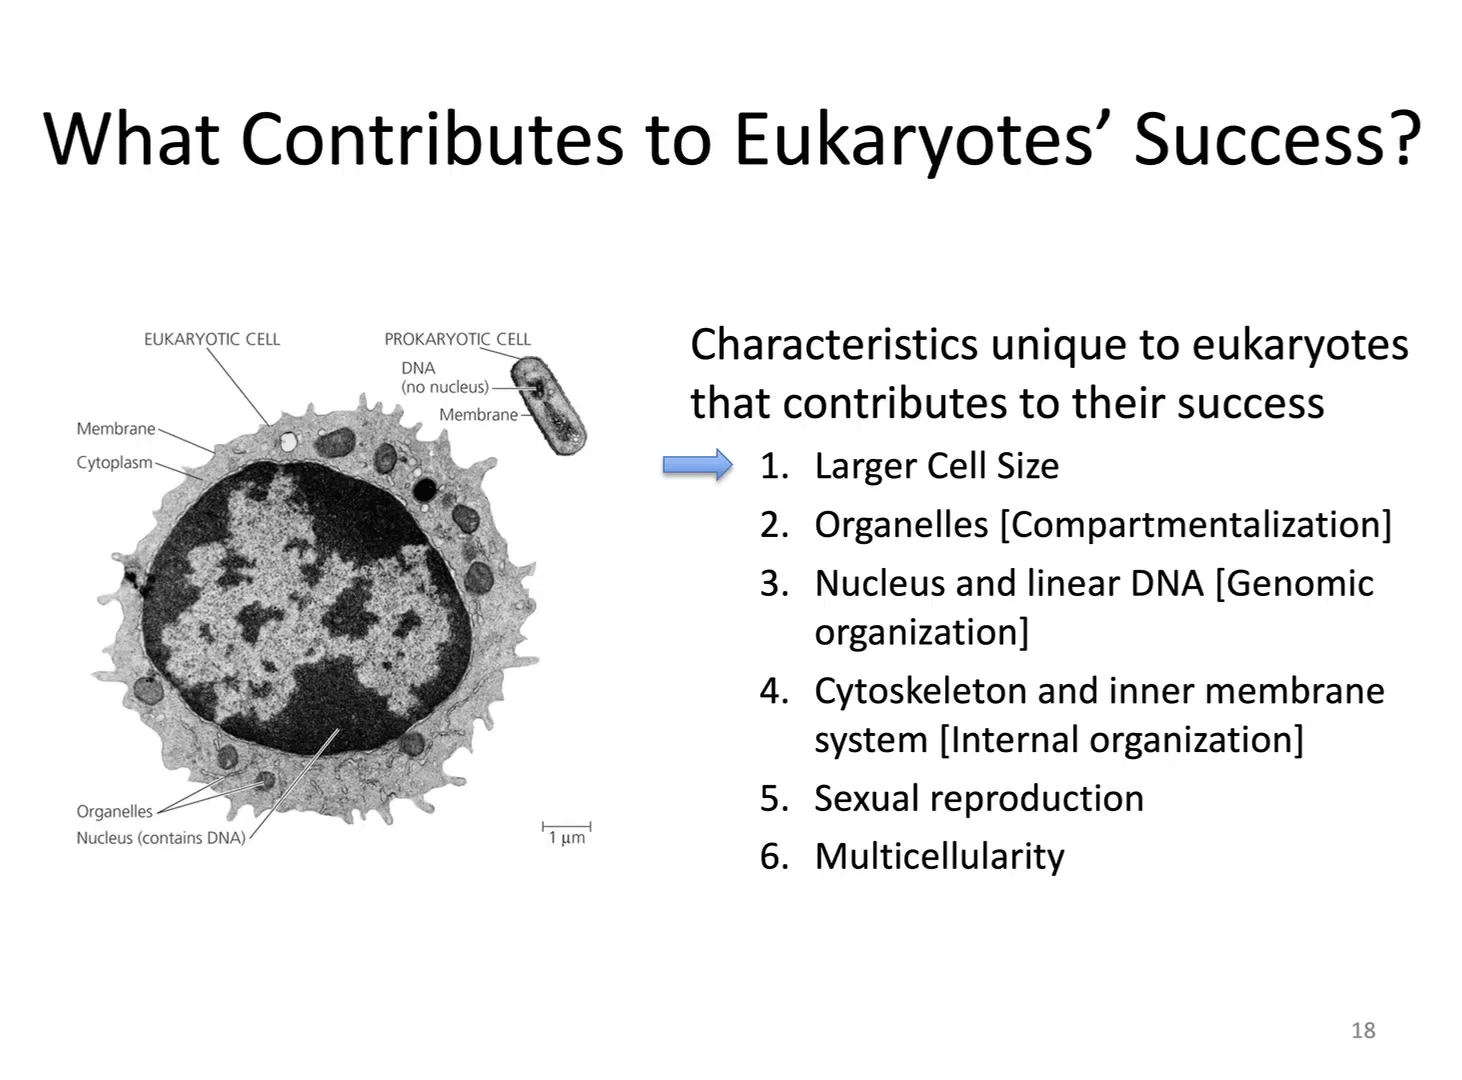 What Contributes to Eukaryotes’ Success?
EUKARYOTIC CELL
PROKARYOTIC CELL
DNA
(no nucleus)
Membrane
Membrane
Cytoplasm
Organelles
Nucleus (contains DNA)
1 µm
Characteristics unique to eukaryotes
that contributes to their success
1. Larger Cell Size
2. Organelles [Compartmentalization]
3. Nucleus and linear DNA [Genomic
organization]
4. Cytoskeleton and inner membrane
system [Internal organization]
5. Sexual reproduction
6. Multicellularity
18